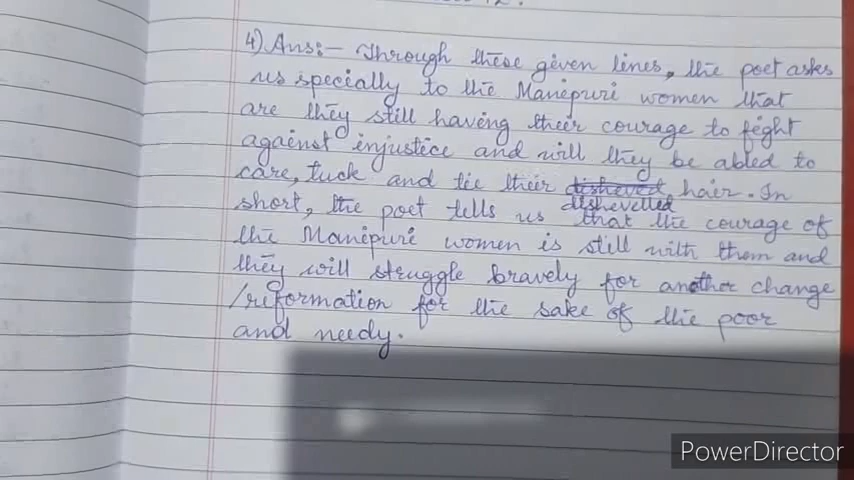 4) Ans:- Through these given lines, the poet asks
us specially to the Manipuri women that
are they still having their courage to fight
against injustice and will they be abled to
care, tuck and tie their dishevelled hair. In
short, the poet tells us that the courage of
the Manipuri women is still with them and
they will struggle bravely for another change
/reformation for the sake of the poor
and needy.
PowerDirector